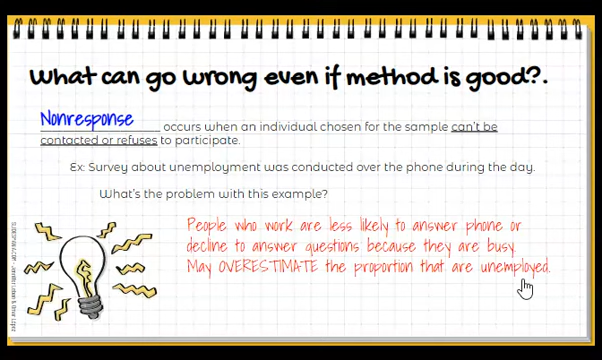 What can go wrong even if method is good?.
Nonresponse occurs when an individual chosen for the sample can't be
contacted or refuses to participate.
Ex: Survey about unemployment was conducted over the phone during the day.
What's the problem with this example?
People who work are less likely to answer phone or
decline to answer questions because they are busy.
May OVERESTIMATE the proportion that are unemployed.